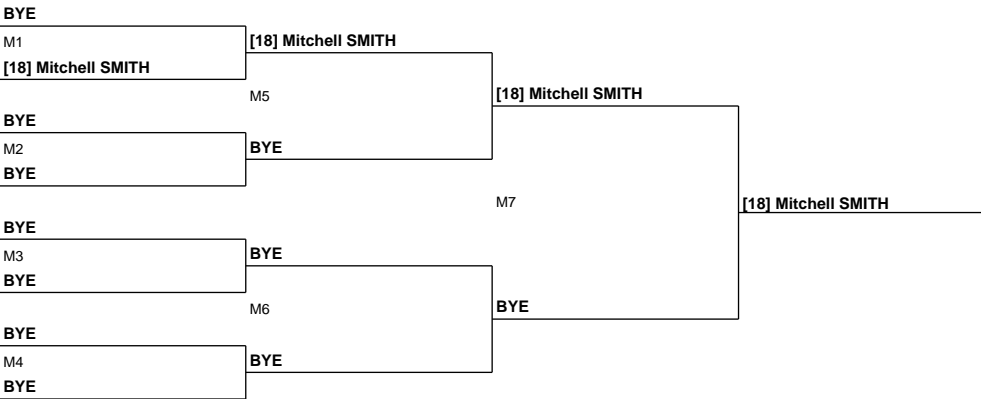 BYE
M1
[18] Mitchell SMITH
[18] Mitchell SMITH
M5
[18] Mitchell SMITH
BYE
M2
BYE
BYE
M7
[18] Mitchell SMITH
BYE
M3
BYE
BYE
M6
BYE
BYE
M4
BYE
BYE